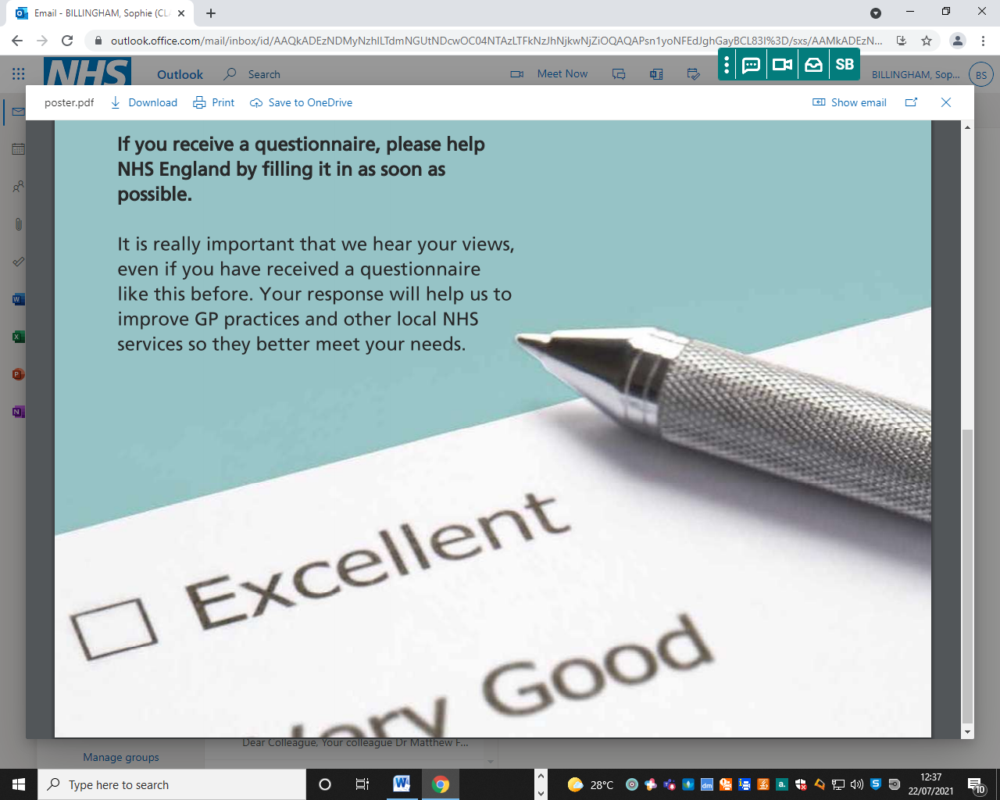 Email - BILLINGHAM, Sophie (CLA
outlook.office.com/mail/inbox/id/AAQkADEzNDMyNzhlLTdmNGUtNDcwOC04NTAzLTFkNzJhNjkwNjZiOQAQAPsn1yoNFEdJghGayBCL83I%3D/sxs/AAMkADEzN...
NHS
Outlook
Search
Meet Now
SB
BILLINGHAM, Sop...
BS
poster.pdf
Download
Print
Save to OneDrive
Show email
If you receive a questionnaire, please help
NHS England by filling it in as soon as
possible.
It is really important that we hear your views,
even if you have received a questionnaire
like this before. Your response will help us to
improve GP practices and other local NHS
services so they better meet your needs.
Excellent
Very Good
Dear Colleague, Your colleague Dr Matthew F...
Manage groups
Type here to search
28°C
12:37
22/07/2021
10